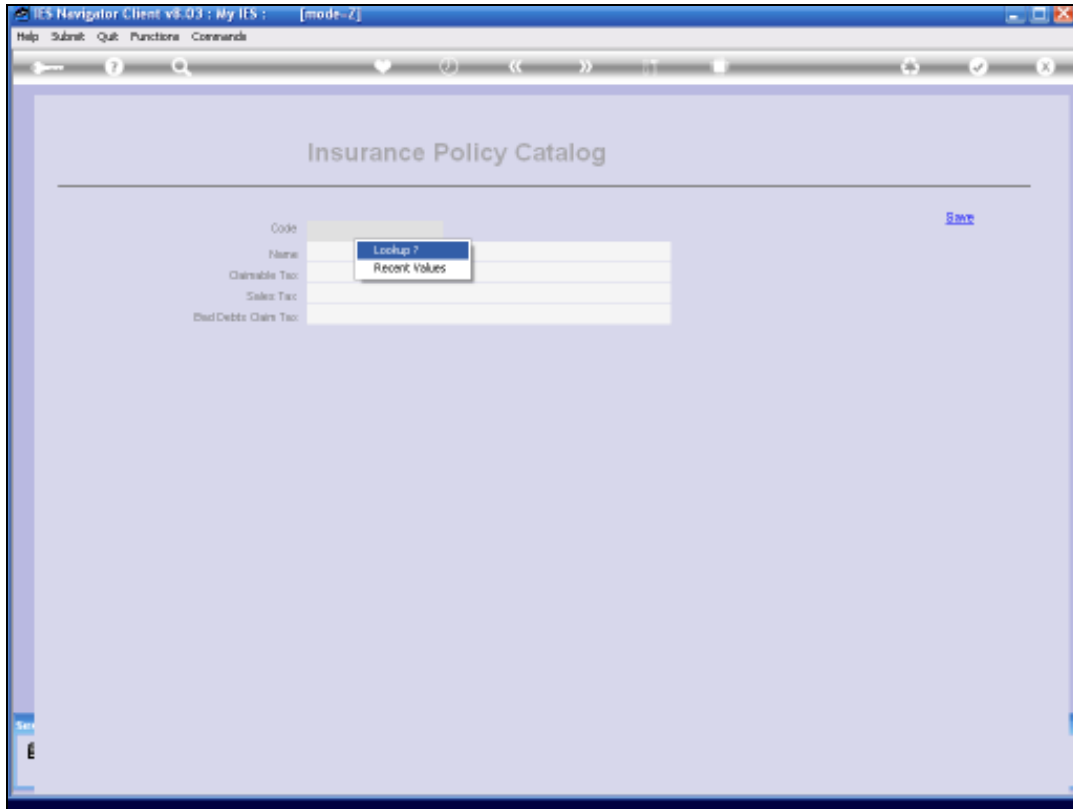 IES Navigator Client v8.03 : My IES : [mode=Z]
Help Submit Quit Functions Commands
Insurance Policy Catalog
Save
Code
Lookup ?
Name
Recent Values
Claimable Tax:
Sales Tax:
Bad Debts Claim Tax: